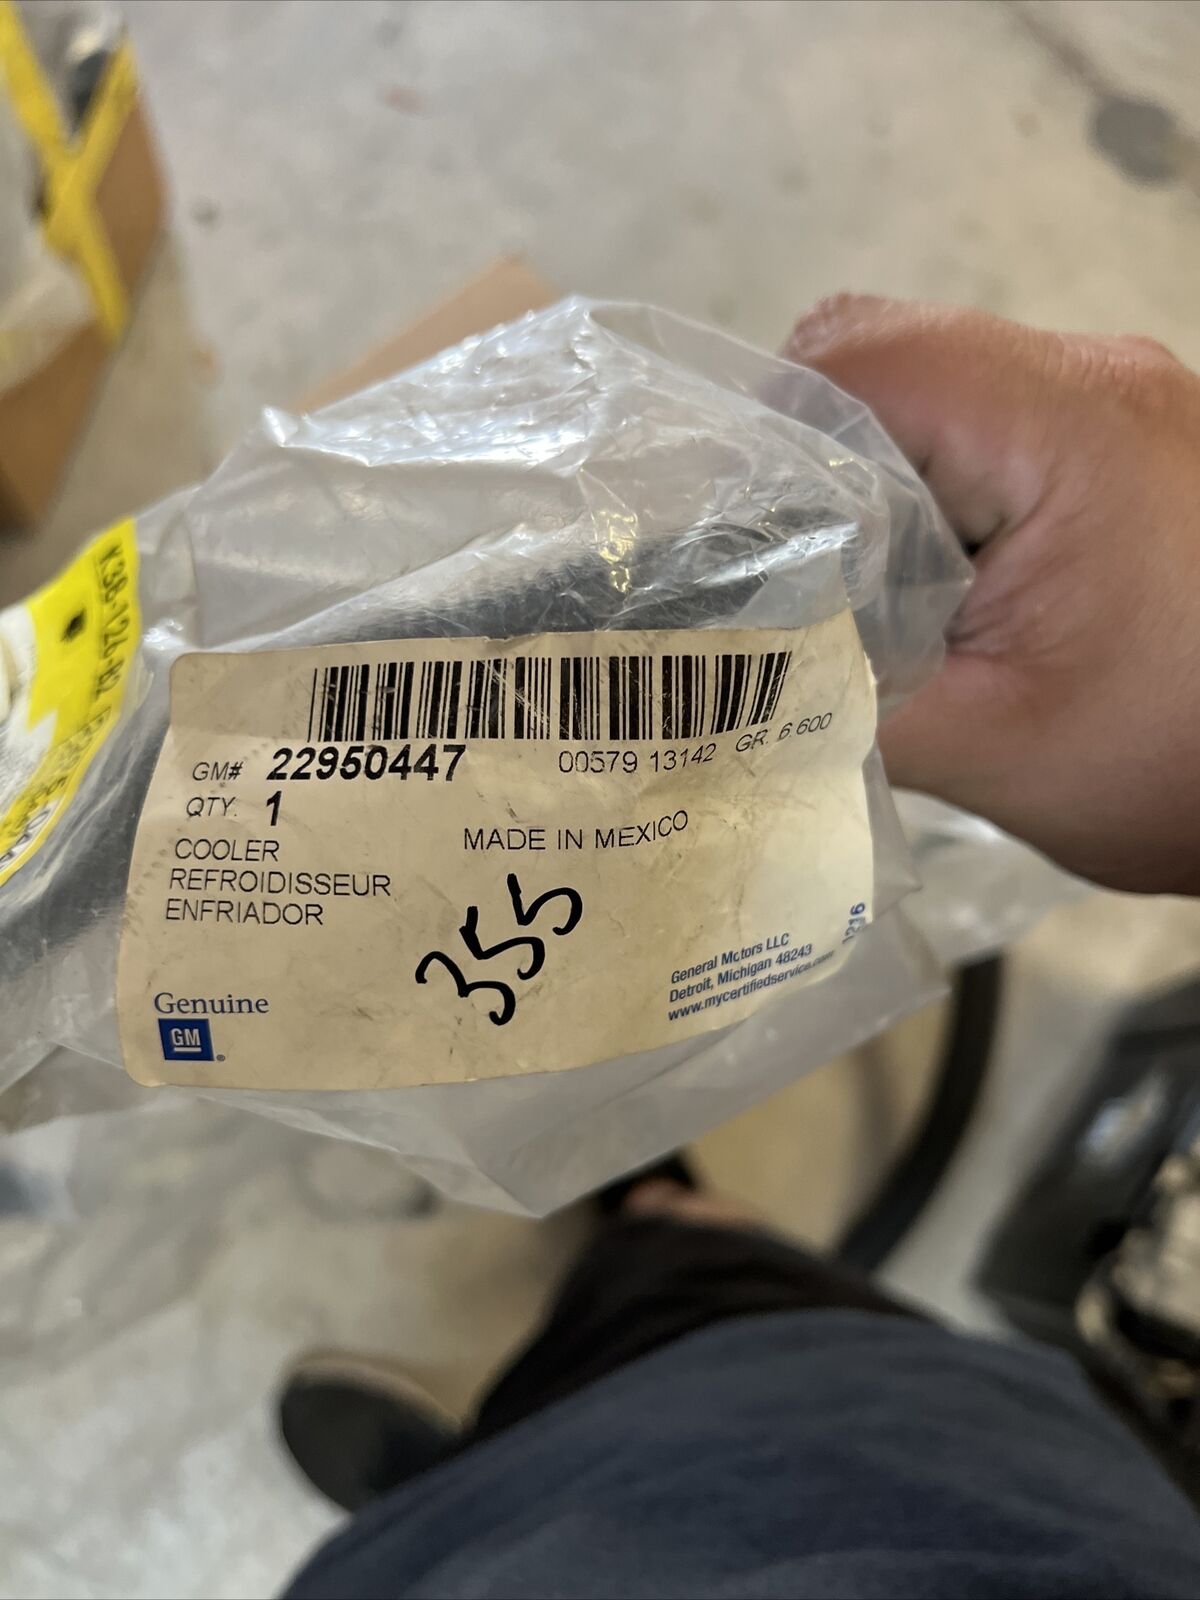 GM# 22950447 00579 13142 GR. 6.600
QTY. 1
COOLER MADE IN MEXICO
REFROIDISSEUR
ENFRIADOR
355
Genuine
GM
General Motors LLC
Detroit, Michigan 48243
www.mycertifiedservice.com
1216